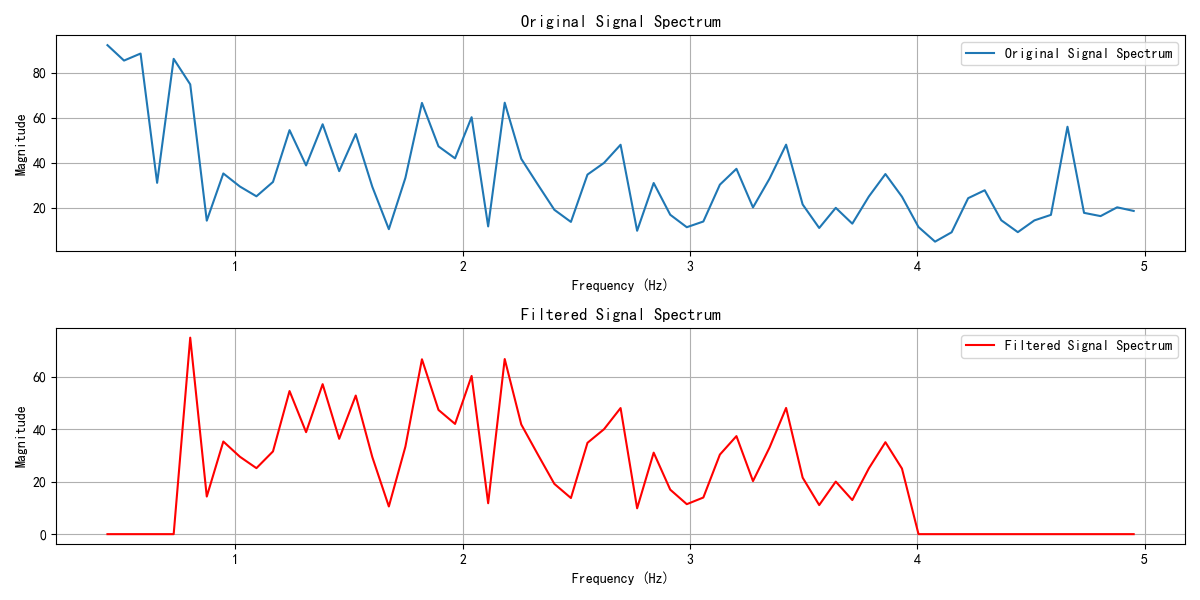 Original Signal Spectrum
Original Signal Spectrum
Magnitude
80
60
40
20
1 2 3 4 5
Frequency (Hz)
Filtered Signal Spectrum
Filtered Signal Spectrum
Magnitude
60
40
20
0
1 2 3 4 5
Frequency (Hz)